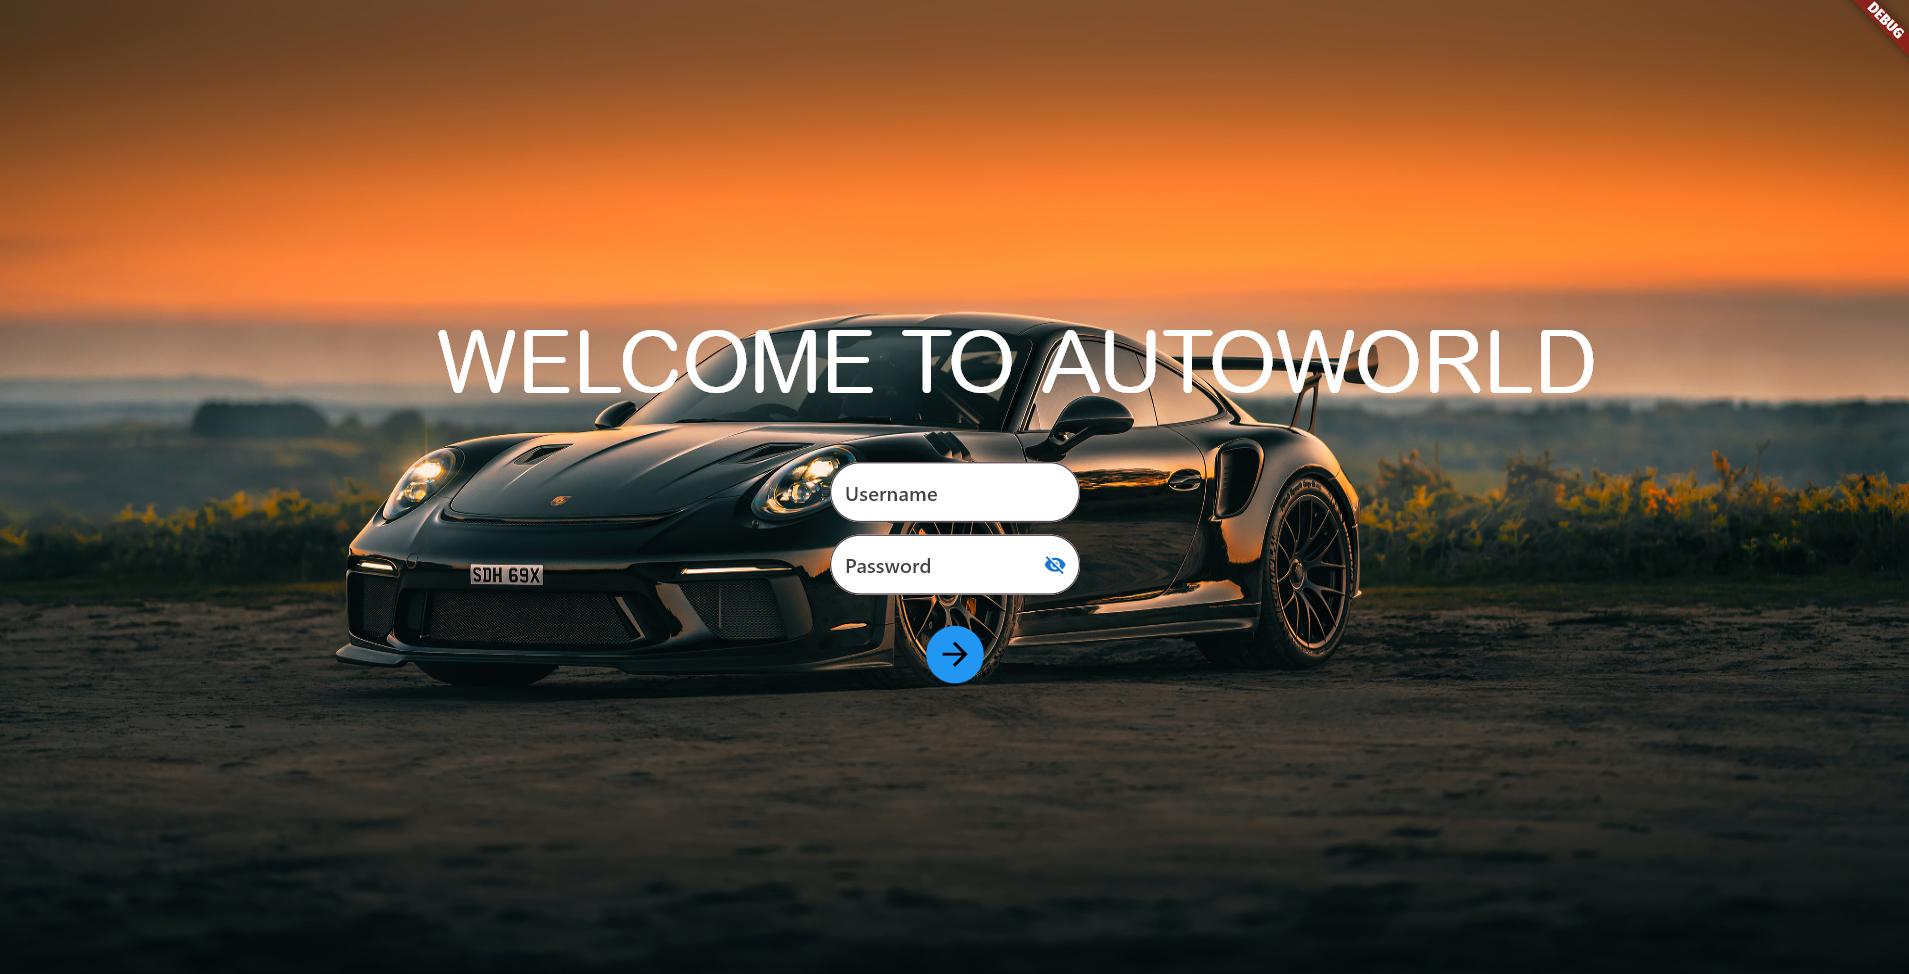 DEBUG
WELCOME TO AUTOWORLD
Username
Password
SDH 69X